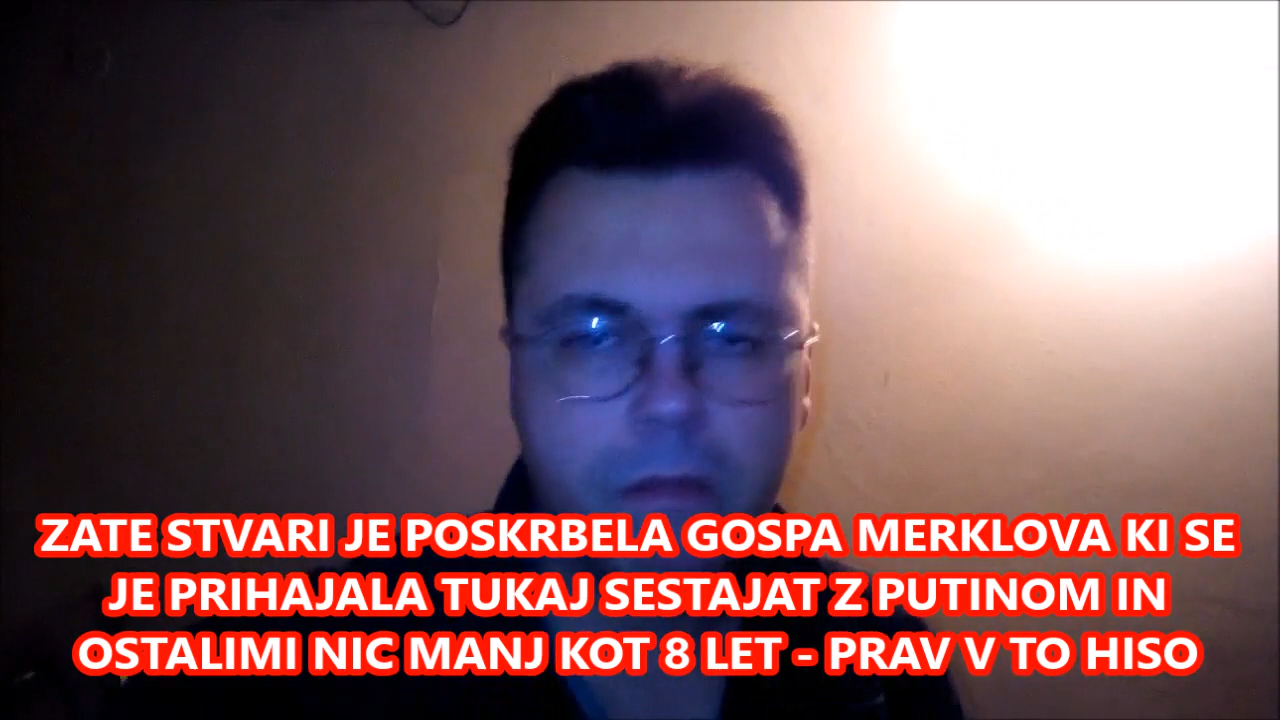 ZATE STVARI JE POSKRBELA GOSPA MERKLOVA KI SE
JE PRIHAJALA TUKAJ SESTAJAT Z PUTINOM IN
OSTALIMI NIC MANJ KOT 8 LET - PRAV V TO HISO